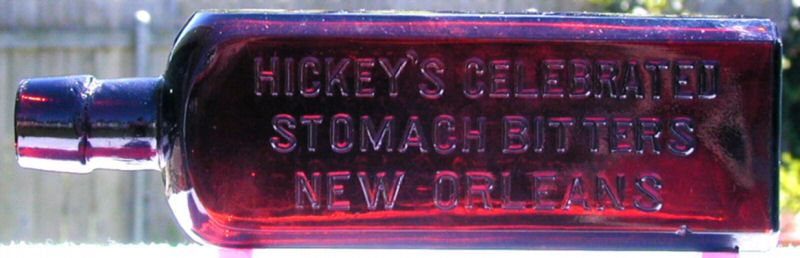 HICKEY'S CELEBRATED
STOMACH BITTERS
NEW ORLEANS